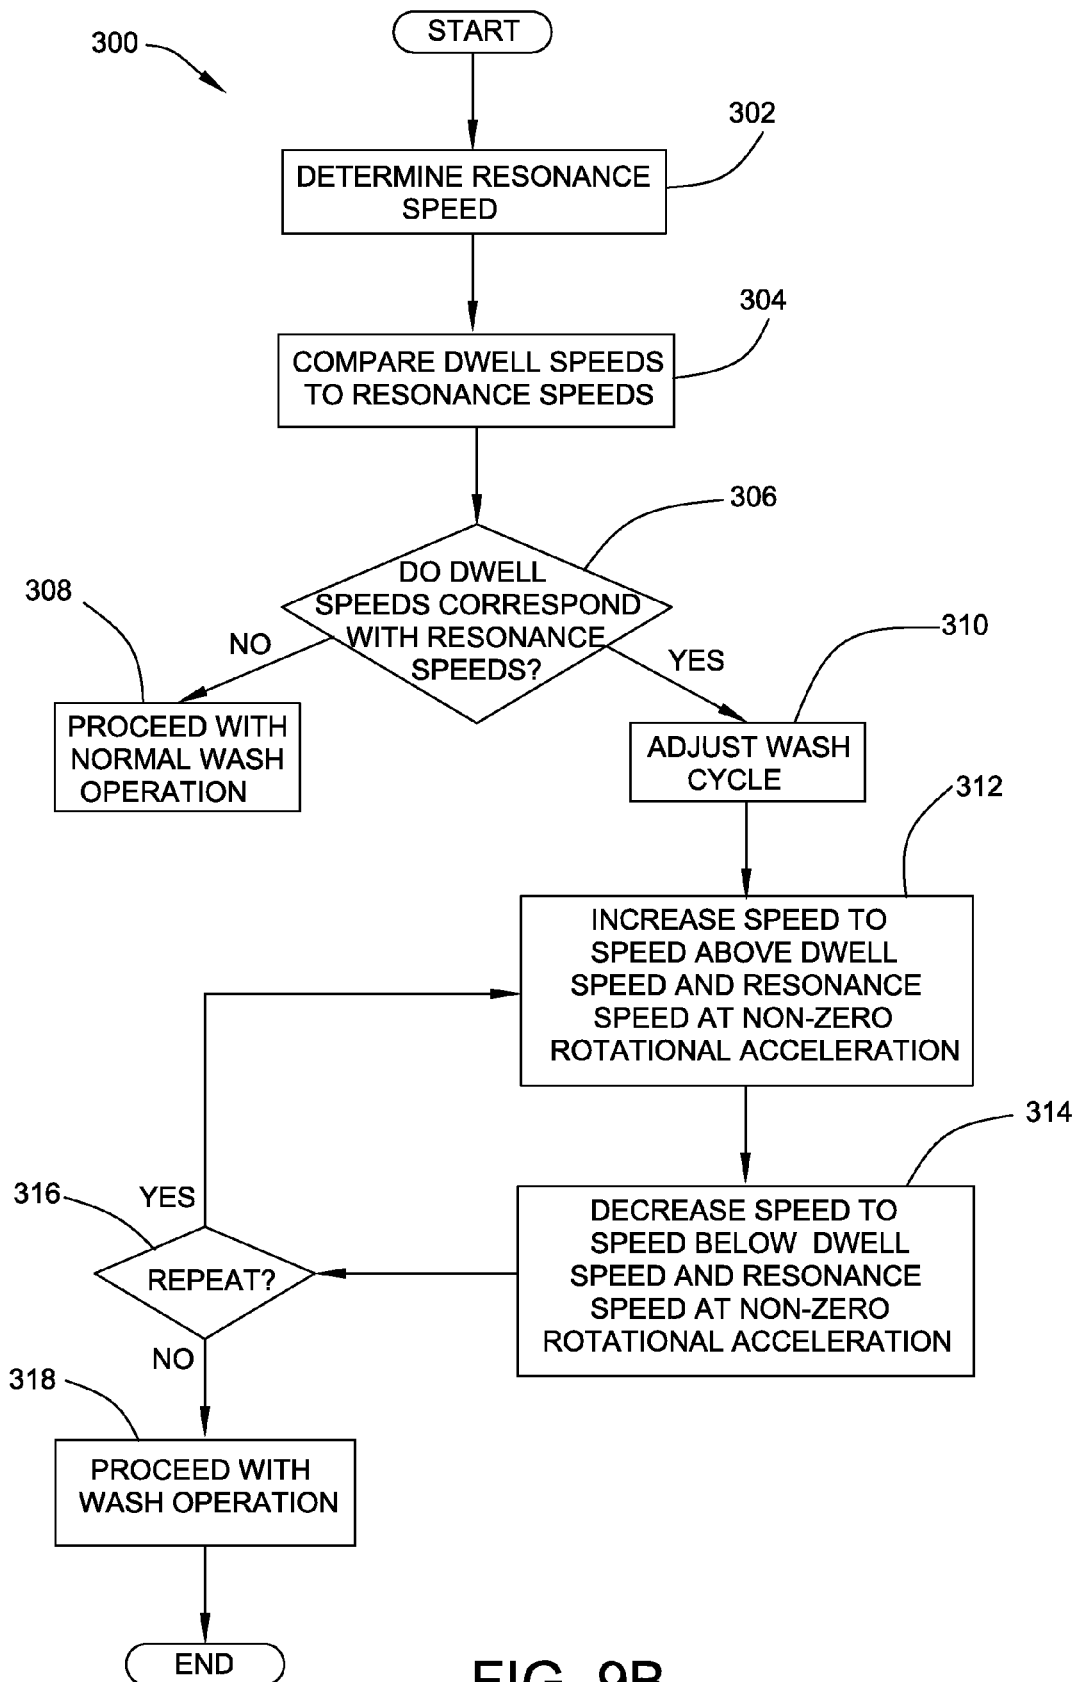 START
300
302
DETERMINE RESONANCE
SPEED
304
COMPARE DWELL SPEEDS
TO RESONANCE SPEEDS
306
DO DWELL
SPEEDS CORRESPOND
WITH RESONANCE
SPEEDS?
308
NO
YES
310
PROCEED WITH
NORMAL WASH
OPERATION
ADJUST WASH
CYCLE
312
INCREASE SPEED TO
SPEED ABOVE DWELL
SPEED AND RESONANCE
SPEED AT NON-ZERO
ROTATIONAL ACCELERATION
314
DECREASE SPEED TO
SPEED BELOW DWELL
SPEED AND RESONANCE
SPEED AT NON-ZERO
ROTATIONAL ACCELERATION
316
YES
REPEAT?
NO
318
PROCEED WITH
WASH OPERATION
END
FIG. 9B